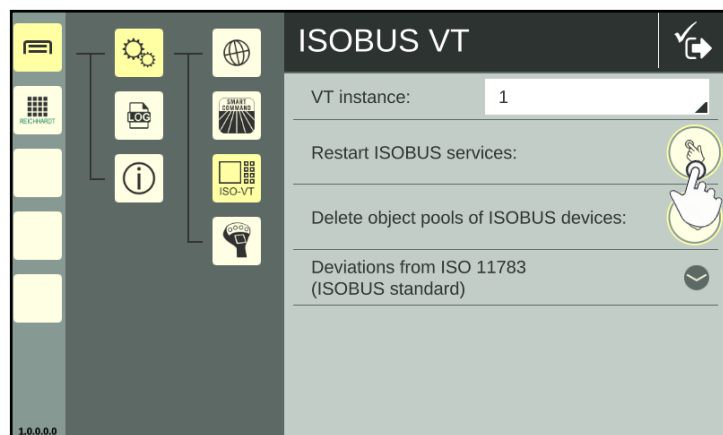 ISOBUS VT
VT instance: 1
REICHHARDT
LOG
SMART
COMMAND
Restart ISOBUS services:
ISO-VT
Delete object pools of ISOBUS devices:
Deviations from ISO 11783
(ISOBUS standard)
1.0.0.0.0